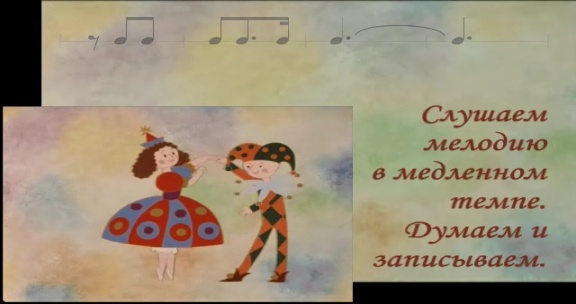 Слушаем
мелодию
в медленном
темпе.
Думаем и
записываем.